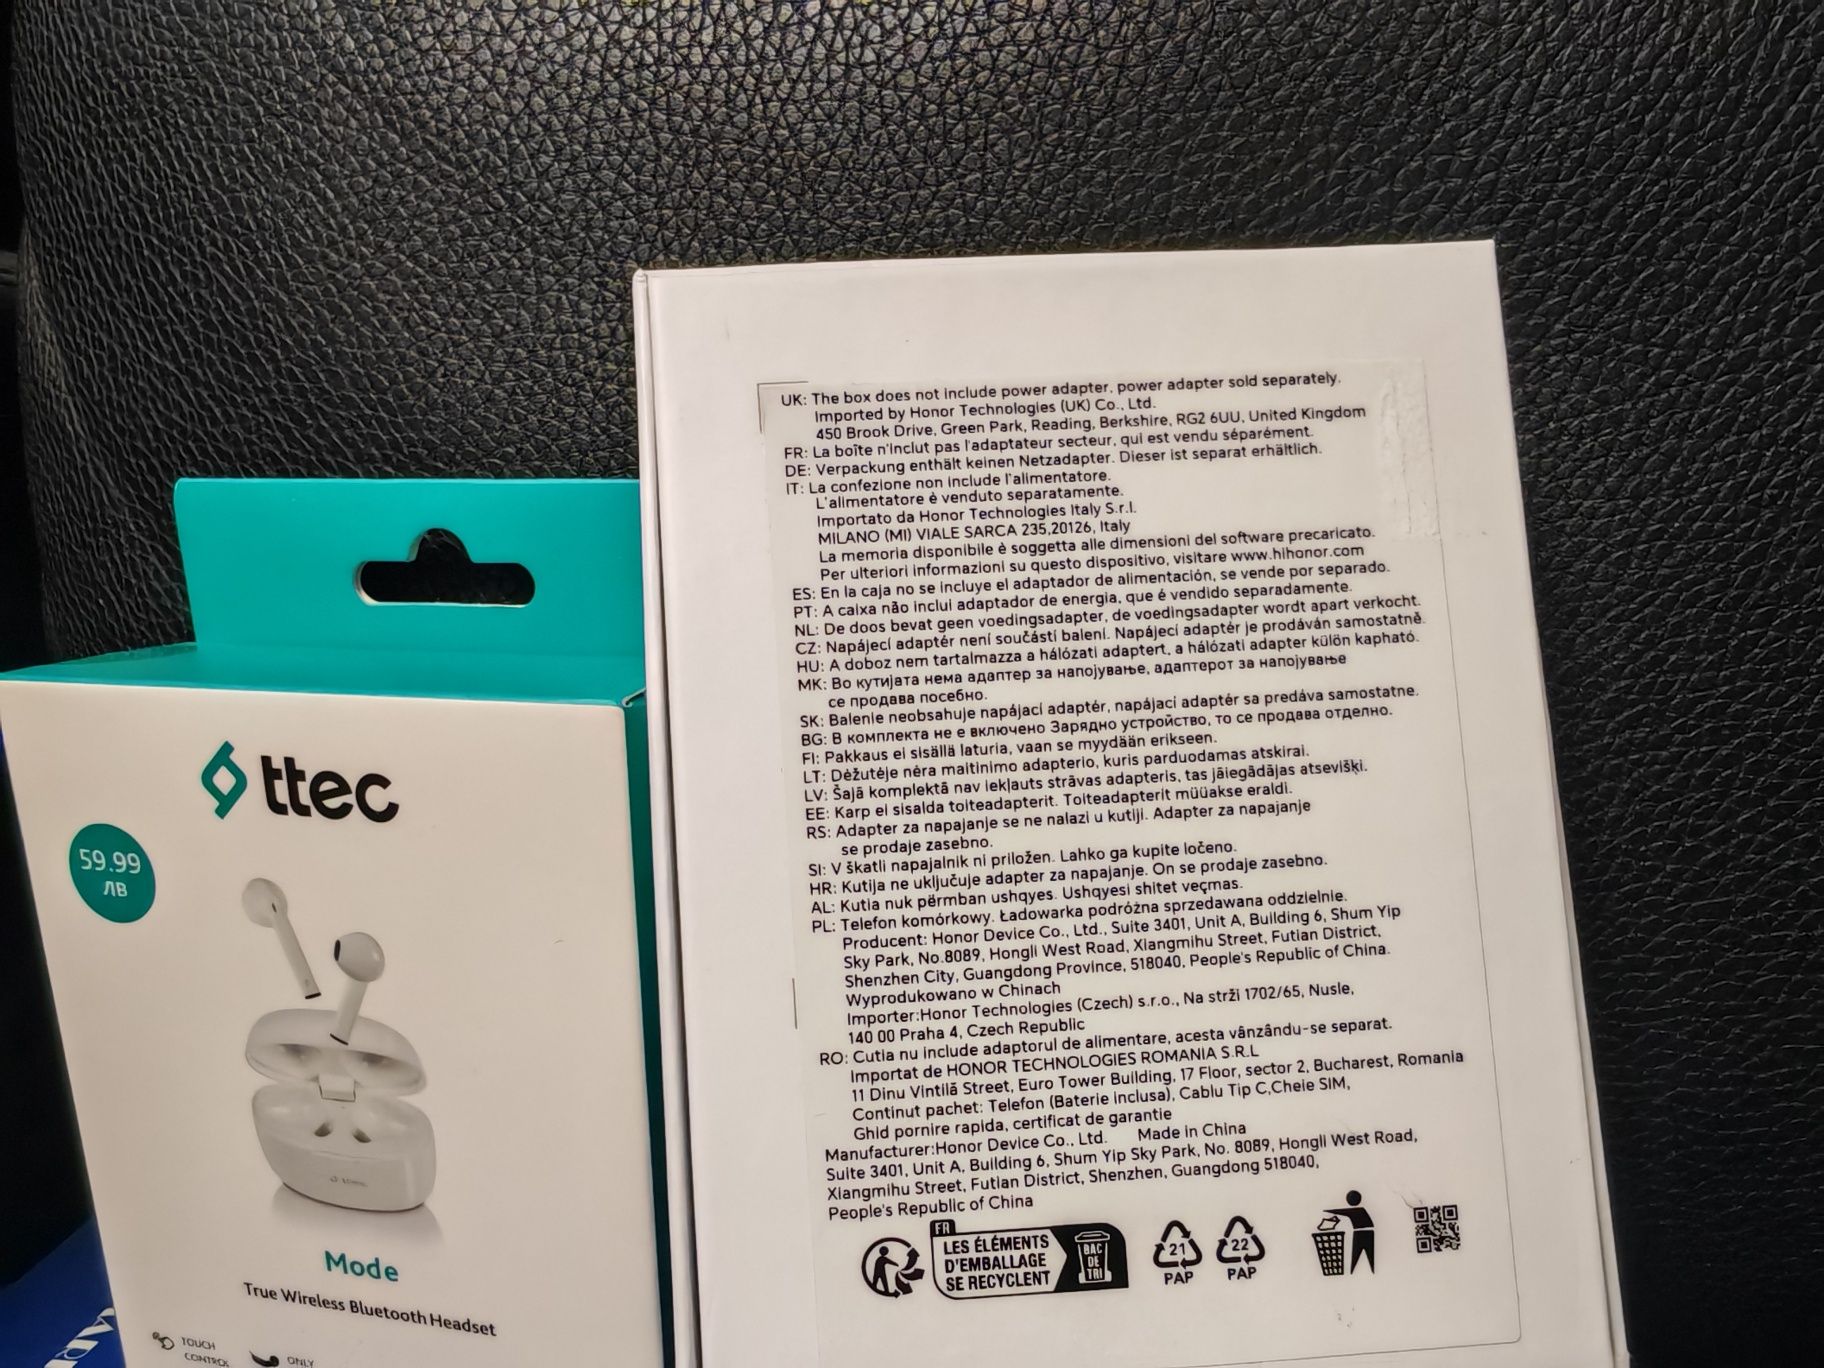 ttec
59.99
ЛВ
Mode
True Wireless Bluetooth Headset
TOUCH
CONTROL
ONLY
UK: The box does not include power adapter, power adapter sold separately.
Imported by Honor Technologies (UK) Co., Ltd.
450 Brook Drive, Green Park, Reading, Berkshire, RG2 6UU, United Kingdom
FR: La boîte n'inclut pas l'adaptateur secteur, qui est vendu séparément.
DE: Verpackung enthält keinen Netzadapter. Dieser ist separat erhältlich.
IT: La confezione non include l'alimentatore.
L'alimentatore è venduto separatamente.
Importato da Honor Technologies Italy S.r.l.
MILANO (MI) VIALE SARCA 235,20126, Italy
La memoria disponibile è soggetta alle dimensioni del software precaricato.
Per ulteriori informazioni su questo dispositivo, visitare www.hihonor.com
ES: En la caja no se incluye el adaptador de alimentación, se vende por separado.
PT: A caixa não inclui adaptador de energia, que é vendido separadamente.
NL: De doos bevat geen voedingsadapter, de voedingsadapter wordt apart verkocht.
CZ: Napájecí adaptér není součástí balení. Napájecí adaptér je prodáván samostatně.
HU: A doboz nem tartalmazza a hálózati adaptert, a hálózati adapter külön kapható.
MK: Во кутијата нема адаптер за напојување, адаптерот за напојување
се продава посебно.
SK: Balenie neobsahuje napájací adaptér, napájací adaptér sa predáva samostatne.
BG: В комплекта не е включено Зарядно устройство, то се продава отделно.
FI: Pakkaus ei sisällä laturia, vaan se myydään erikseen.
LT: Dėžutėje nėra maitinimo adapterio, kuris parduodamas atskirai.
LV: Šajā komplektā nav iekļauts strāvas adapteris, tas jāiegādājas atsevišķi.
EE: Karp ei sisalda toiteadapterit. Toiteadapterit müüakse eraldi.
RS: Adapter za napajanje se ne nalazi u kutiji. Adapter za napajanje
se prodaje zasebno.
SI: V škatli napajalnik ni priložen. Lahko ga kupite ločeno.
HR: Kutija ne uključuje adapter za napajanje. On se prodaje zasebno.
AL: Kutia nuk përmban ushqyes. Ushqyesi shitet veçmas.
PL: Telefon komórkowy. Ładowarka podróżna sprzedawana oddzielnie.
Producent: Honor Device Co., Ltd., Suite 3401, Unit A, Building 6, Shum Yip
Sky Park, No.8089, Hongli West Road, Xiangmihu Street, Futian District,
Shenzhen City, Guangdong Province, 518040, People's Republic of China.
Wyprodukowano w Chinach
Importer:Honor Technologies (Czech) s.r.o., Na strži 1702/65, Nusle,
140 00 Praha 4, Czech Republic
RO: Cutia nu include adaptorul de alimentare, acesta vânzându-se separat.
Importat de HONOR TECHNOLOGIES ROMANIA S.R.L
11 Dinu Vintilă Street, Euro Tower Building, 17 Floor, sector 2, Bucharest, Romania
Continut pachet: Telefon (Baterie inclusa), Cablu Tip C,Cheie SIM,
Ghid pornire rapida, certificat de garantie
Manufacturer:Honor Device Co., Ltd. Made in China
Suite 3401, Unit A, Building 6, Shum Yip Sky Park, No. 8089, Hongli West Road,
Xiangmihu Street, Futian District, Shenzhen, Guangdong 518040,
People's Republic of China
FR
LES ÉLÉMENTS
D'EMBALLAGE
SE RECYCLENT
BAC
DE
TRI
21
PAP
22
PAP